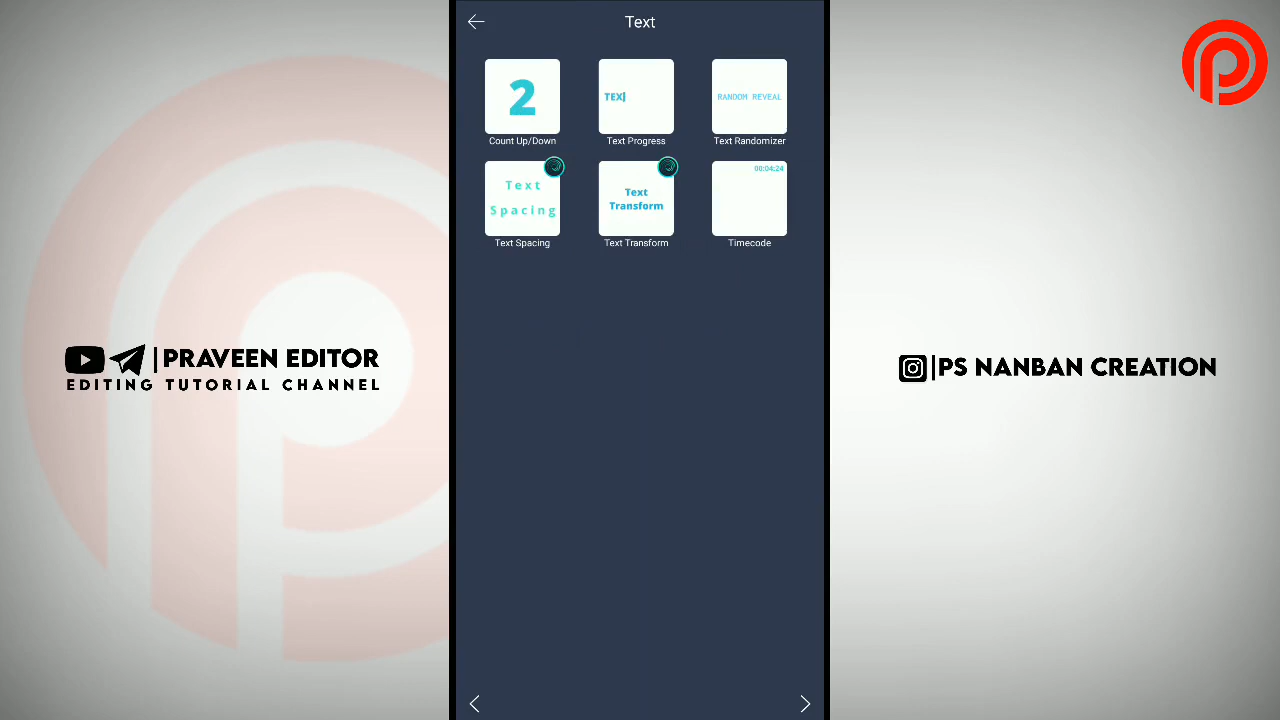 Text
2
TEX
RANDOM REVEAL
Count Up/Down
Text Progress
Text Randomizer
Text
Spacing
Text
Transform
00:04:24
Text Spacing
Text Transform
Timecode
|PRAVEEN EDITOR
EDITING TUTORIAL CHANNEL
|PS NANBAN CREATION